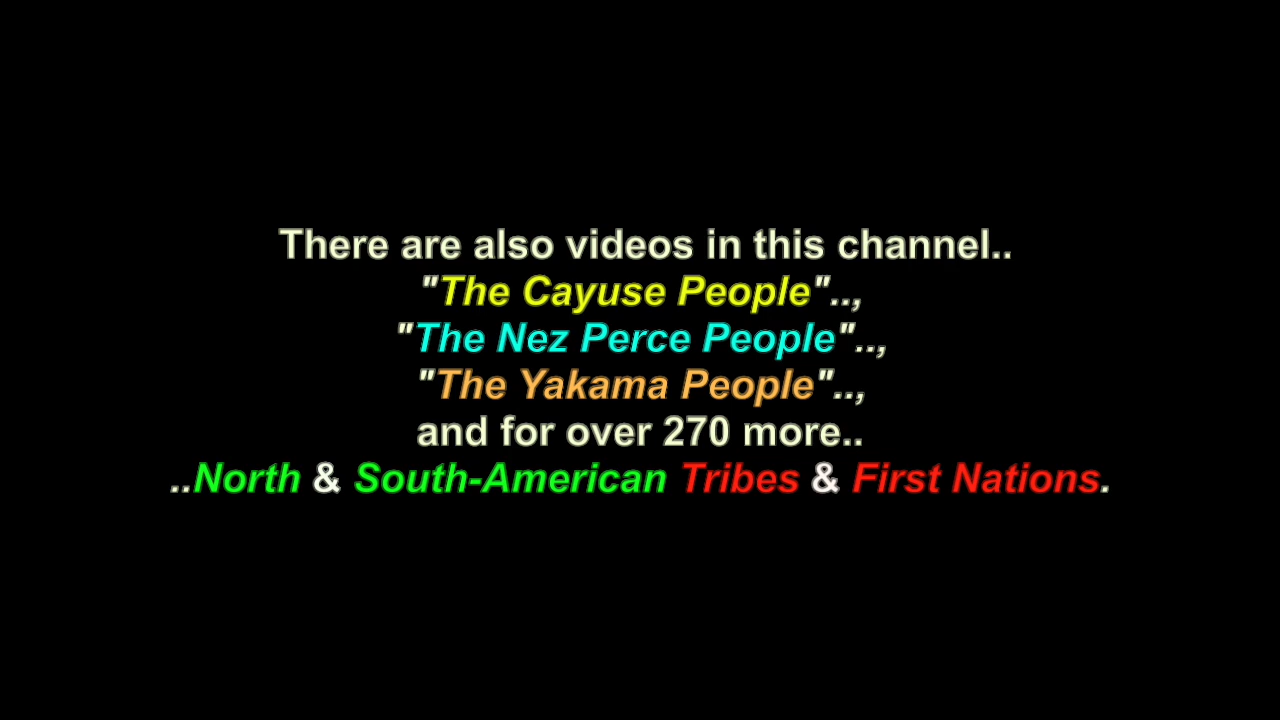 There are also videos in this channel..
"The Cayuse People"..,
"The Nez Perce People"..,
"The Yakama People"..,
and for over 270 more..
..North & South-American Tribes & First Nations.